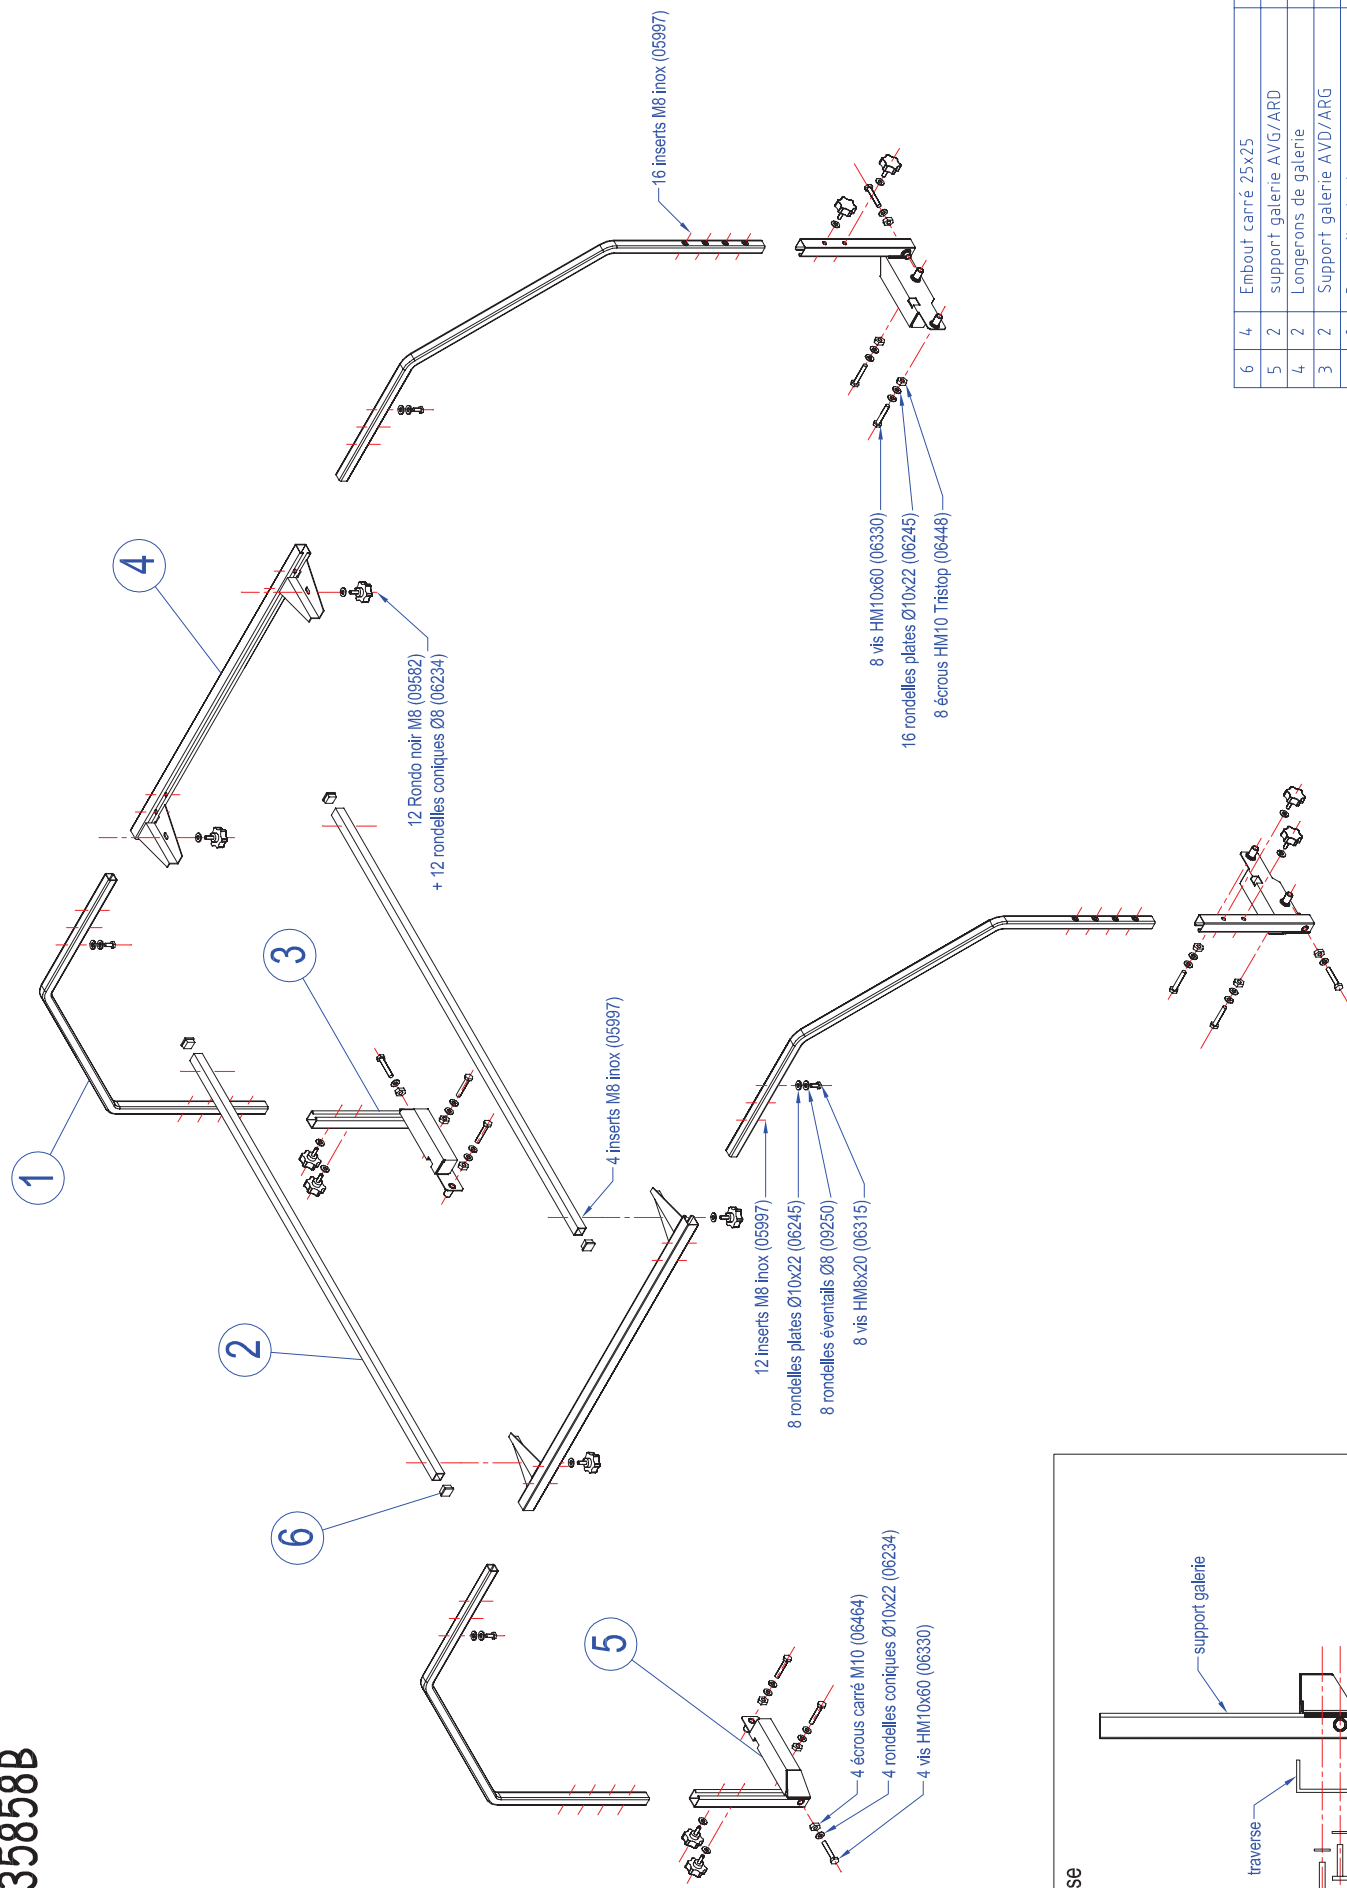 35858B
1
2
3
4
5
6
16 inserts M8 inox (05997)
12 Rondo noir M8 (09582)
+ 12 rondelles coniques Ø8 (06234)
8 vis HM10x60 (06330)
16 rondelles plates Ø10x22 (06245)
8 écrous HM10 Tristop (06448)
4 inserts M8 inox (05997)
12 inserts M8 inox (05997)
8 rondelles plates Ø10x22 (06245)
8 rondelles éventails Ø8 (09250)
8 vis HM8x20 (06315)
4 écrous carré M10 (06464)
4 rondelles coniques Ø10x22 (06234)
4 vis HM10x60 (06330)
support galerie
traverse
se
6 4 Embout carré 25x25
5 2 support galerie AVG/ARD
4 2 Longerons de galerie
3 2 Support galerie AVD/ARG